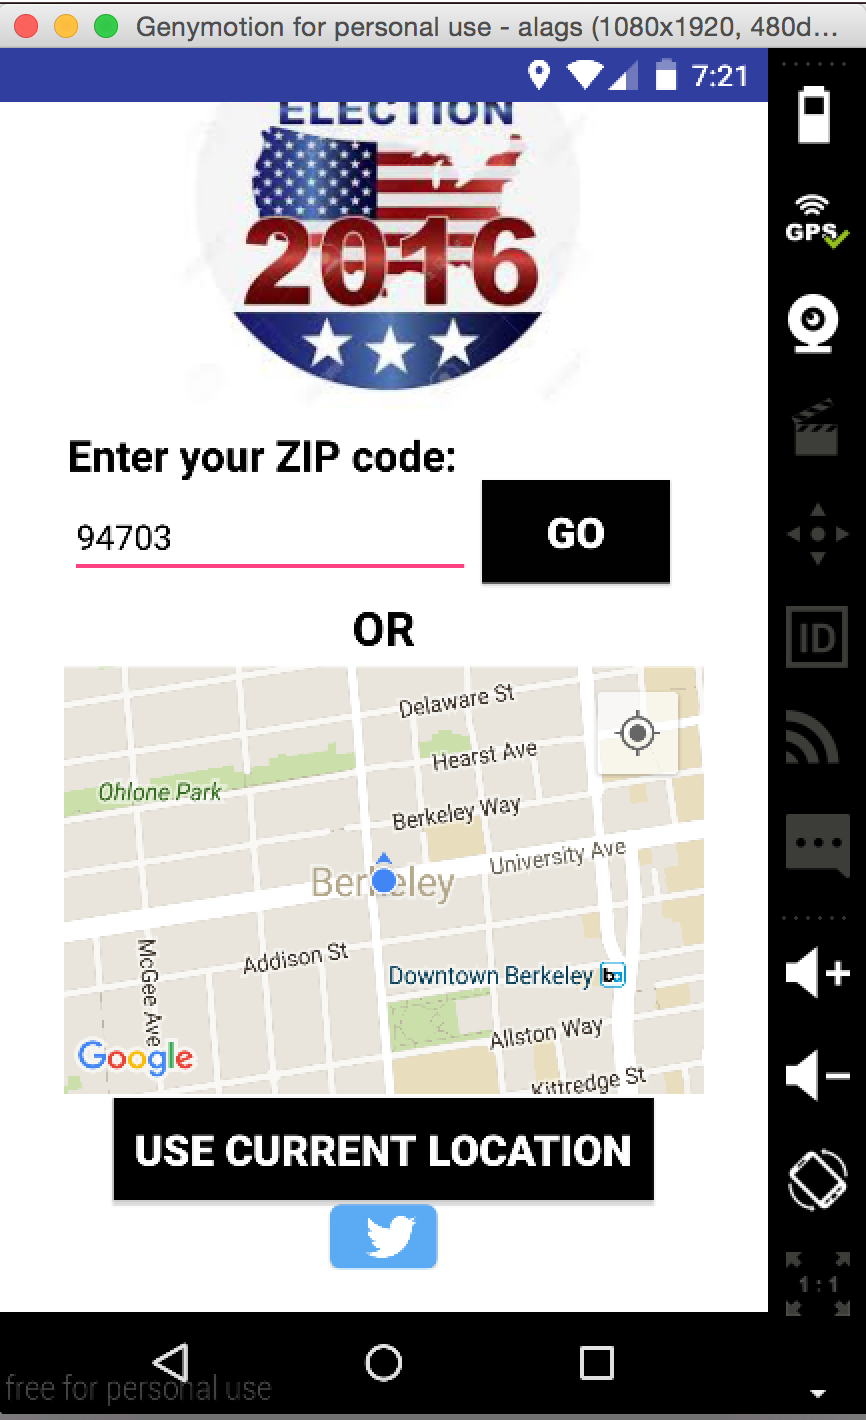 Genymotion for personal use - alags (1080x1920, 480d...
7:21
ELECTION
2016
GPS
Enter your ZIP code:
94703
GO
OR
ID
Delaware St
Hearst Ave
Ohlone Park
Berkeley Way
University Ave
Berkeley
McGee Ave
Addison St
Downtown Berkeley
ba
Allston Way
Google
Kittredge St
USE CURRENT LOCATION
1:1
free for personal use